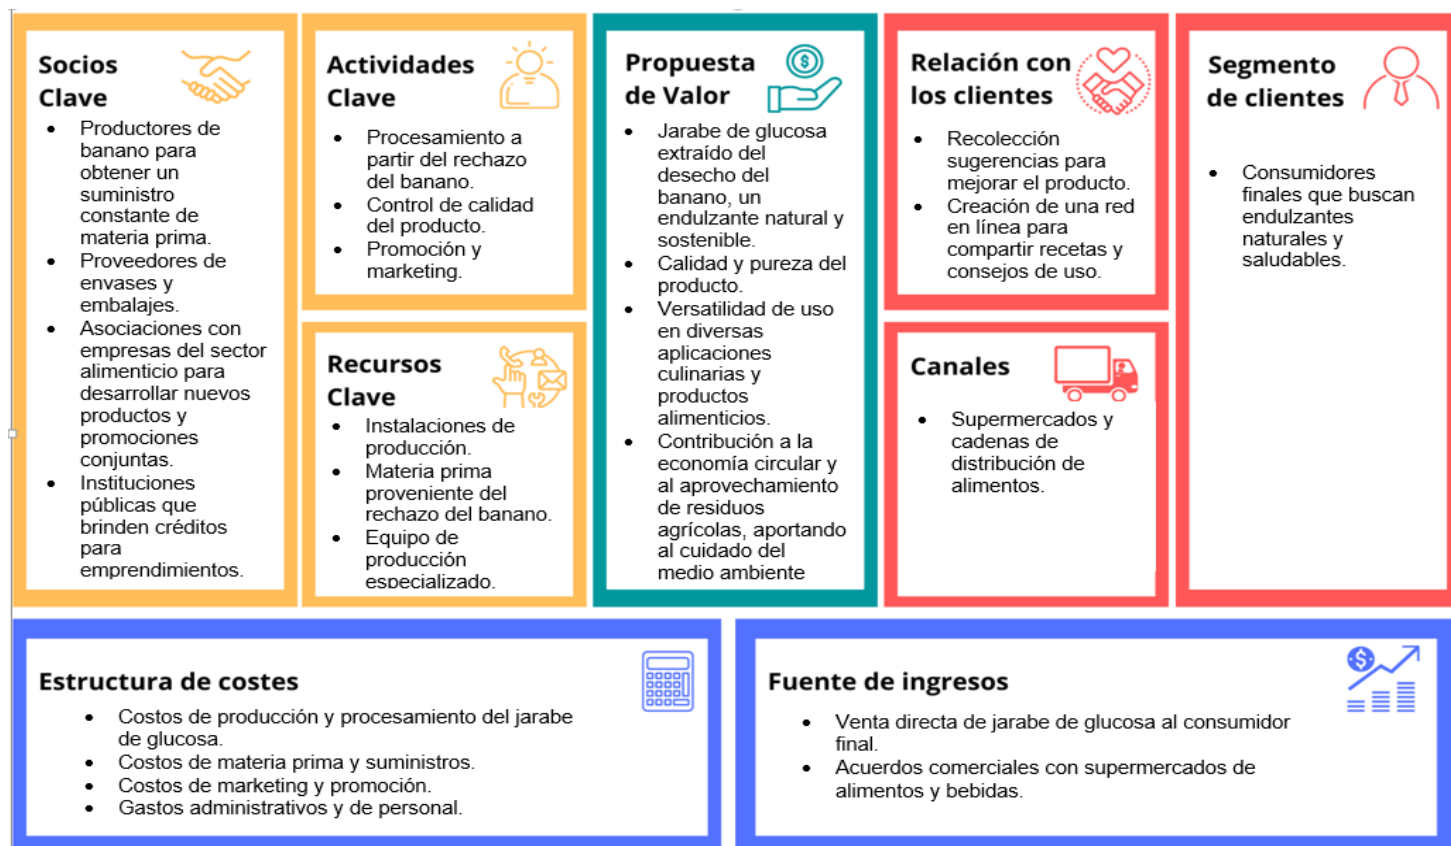 Socios
Clave
• Productores de
banano para
obtener un
suministro
constante de
materia prima.
• Proveedores de
envases y
embalajes.
• Asociaciones con
empresas del sector
alimenticio para
desarrollar nuevos
productos y
promociones
conjuntas.
• Instituciones
públicas que
brinden créditos
para
emprendimientos.
Actividades
Clave
• Procesamiento a
partir del rechazo
del banano.
• Control de calidad
del producto.
• Promoción y
marketing.
Recursos
Clave
• Instalaciones de
producción.
• Materia prima
proveniente del
rechazo del banano.
• Equipo de
producción
especializado.
Propuesta
de Valor
• Jarabe de glucosa
extraído del
desecho del
banano, un
endulzante natural y
sostenible.
• Calidad y pureza del
producto.
• Versatilidad de uso
en diversas
aplicaciones
culinarias y
productos
alimenticios.
• Contribución a la
economía circular y
al aprovechamiento
de residuos
agrícolas, aportando
al cuidado del
medio ambiente
Relación con
los clientes
• Recolección
sugerencias para
mejorar el producto.
• Creación de una red
en línea para
compartir recetas y
consejos de uso.
Canales
• Supermercados y
cadenas de
distribución de
alimentos.
Segmento
de clientes
• Consumidores
finales que buscan
endulzantes
naturales y
saludables.
Estructura de costes
• Costos de producción y procesamiento del jarabe
de glucosa.
• Costos de materia prima y suministros.
• Costos de marketing y promoción.
• Gastos administrativos y de personal.
Fuente de ingresos
• Venta directa de jarabe de glucosa al consumidor
final.
• Acuerdos comerciales con supermercados de
alimentos y bebidas.